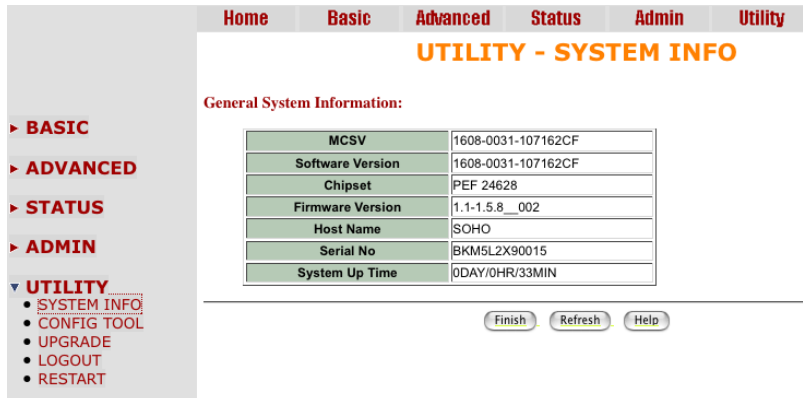 Home Basic Advanced Status Admin Utility
UTILITY - SYSTEM INFO
General System Information:
MCSV 1608-0031-107162CF
Software Version 1608-0031-107162CF
Chipset PEF 24628
Firmware Version 1.1-1.5.8__002
Host Name SOHO
Serial No BKM5L2X90015
System Up Time 0DAY/0HR/33MIN
Finish Refresh Help
BASIC
ADVANCED
STATUS
ADMIN
UTILITY
SYSTEM INFO
CONFIG TOOL
UPGRADE
LOGOUT
RESTART